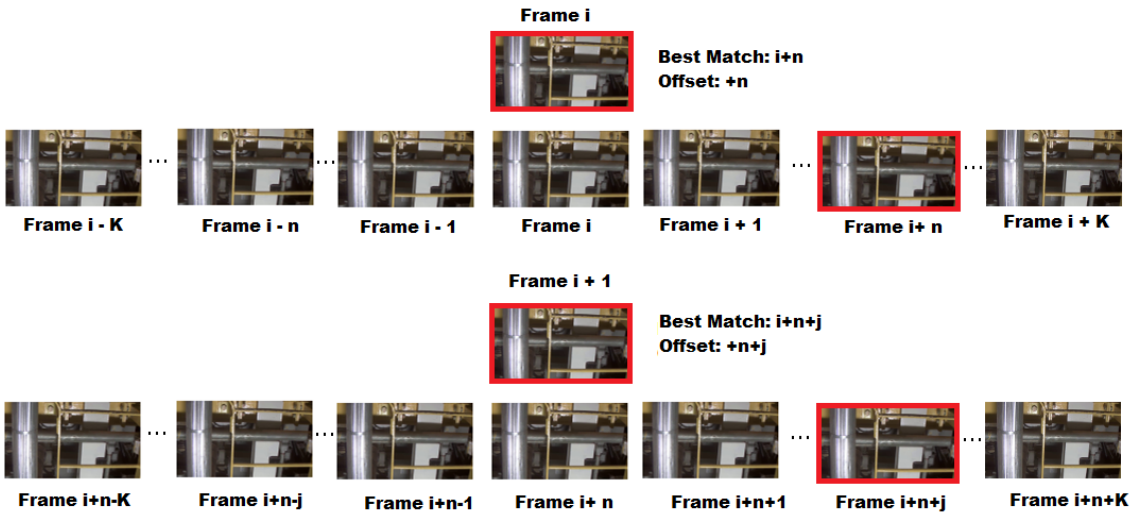 Frame i
Best Match: i+n
Offset: +n
... ... ... ...
Frame i - K Frame i - n Frame i - 1 Frame i Frame i + 1 Frame i+ n Frame i + K
Frame i + 1
Best Match: i+n+j
Offset: +n+j
... ... ... ...
Frame i+n-K Frame i+n-j Frame i+n-1 Frame i+ n Frame i+n+1 Frame i+n+j Frame i+n+K